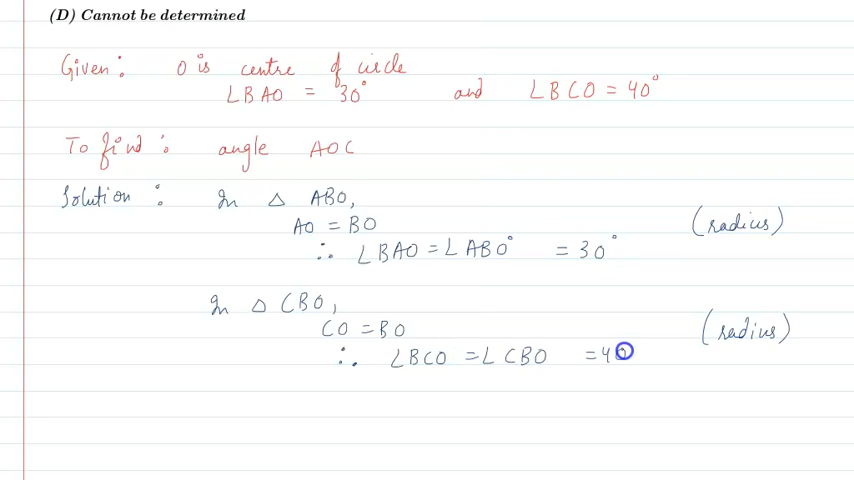 (D) Cannot be determined
Given: O is centre of circle
∠BAO = 30° and ∠BCO = 40°
To find: angle AOC
Solution: In △ ABO,
AO = BO (radius)
∴ ∠BAO = ∠ABO° = 30°
In △ CBO,
CO = BO (radius)
∴ ∠BCO = ∠CBO = 40